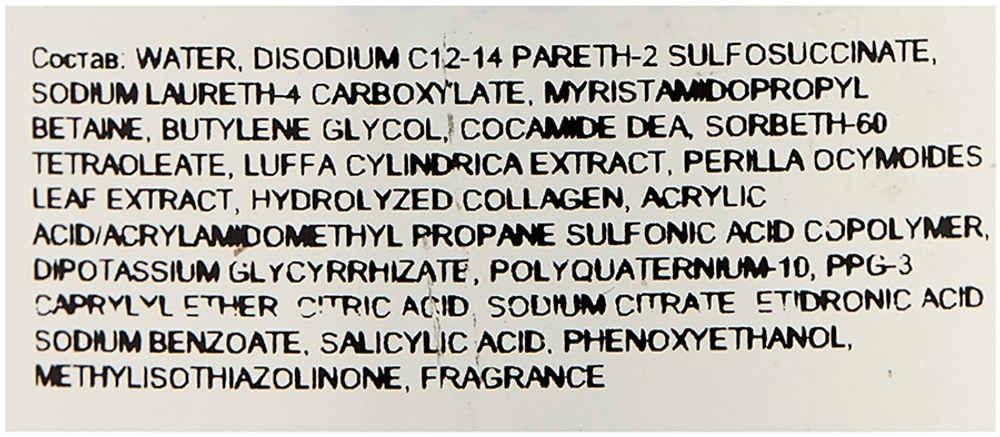 Состав: WATER, DISODIUM C12-14 PARETH-2 SULFOSUCCINATE,
SODIUM LAURETH-4 CARBOXYLATE, MYRISTAMIDOPROPYL
BETAINE, BUTYLENE GLYCOL, COCAMIDE DEA, SORBETH-60
TETRAOLEATE, LUFFA CYLINDRICA EXTRACT, PERILLA OCYMOIDES
LEAF EXTRACT, HYDROLYZED COLLAGEN, ACRYLIC
ACID/ACRYLAMIDOMETHYL PROPANE SULFONIC ACID COPOLYMER,
DIPOTASSIUM GLYCYRRHIZATE, POLYQUATERNIUM-10, PPG-3
CAPRYLYL ETHER CITRIC ACID, SODIUM CITRATE ETIDRONIC ACID
SODIUM BENZOATE, SALICYLIC ACID, PHENOXYETHANOL,
METHYLISOTHIAZOLINONE, FRAGRANCE